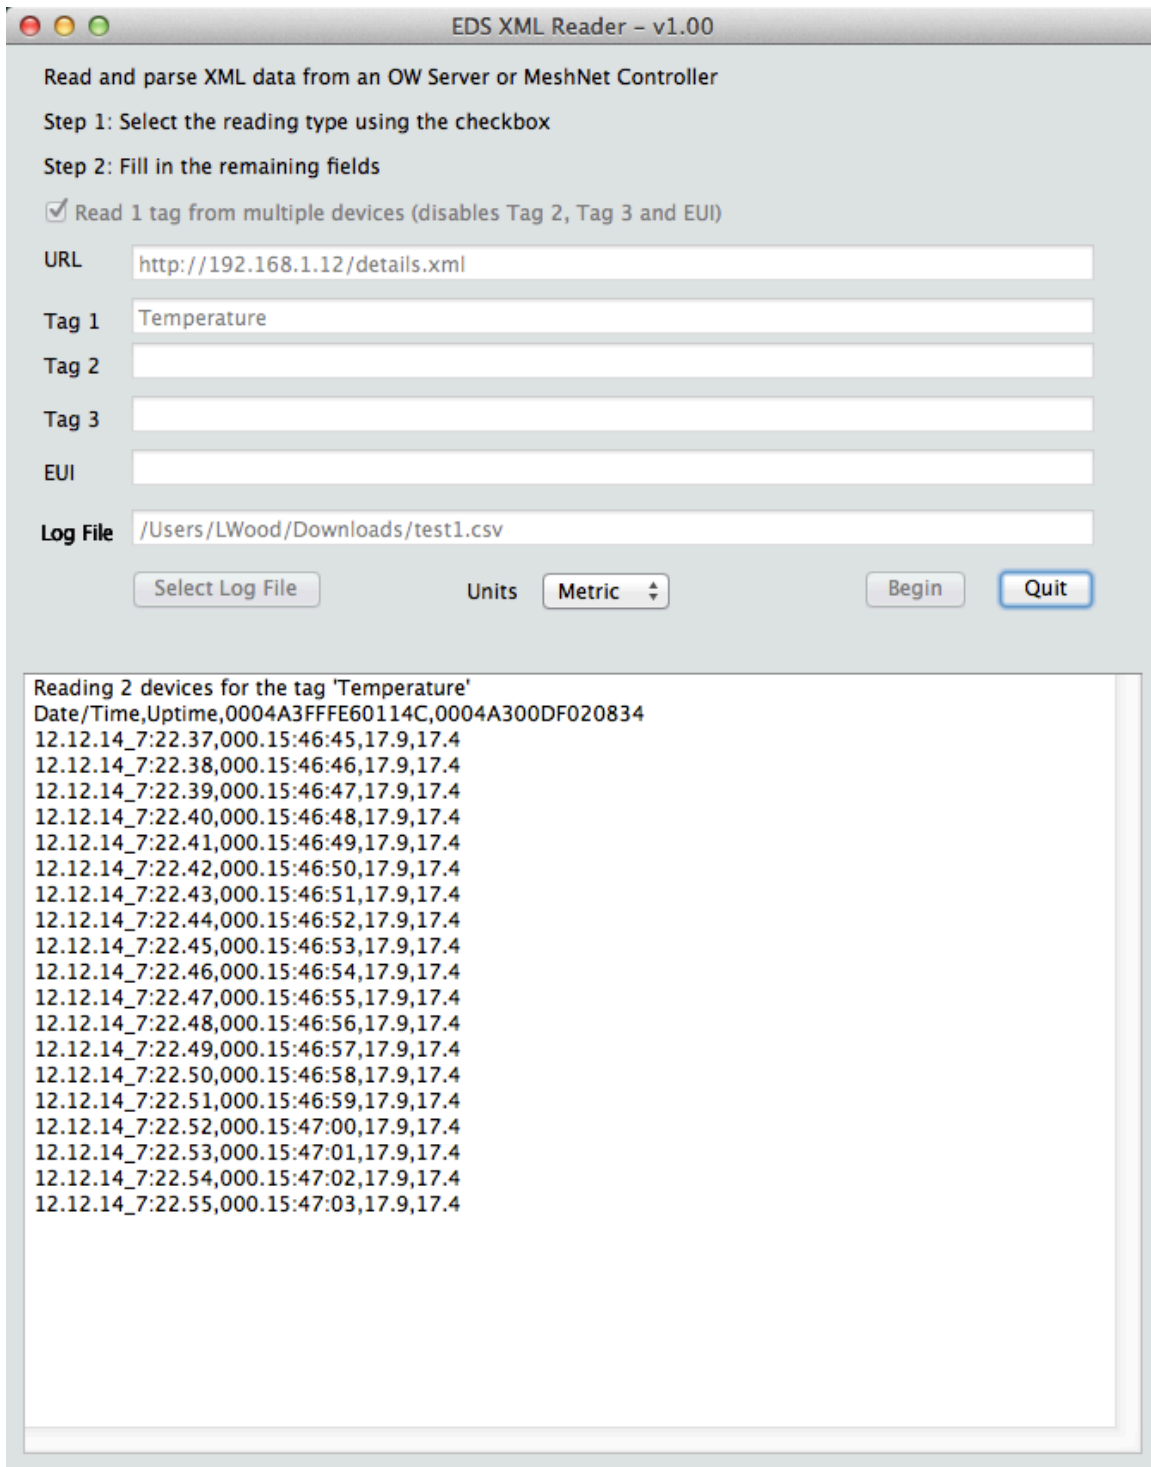 EDS XML Reader – v1.00
Read and parse XML data from an OW Server or MeshNet Controller
Step 1: Select the reading type using the checkbox
Step 2: Fill in the remaining fields
Read 1 tag from multiple devices (disables Tag 2, Tag 3 and EUI)
URL http://192.168.1.12/details.xml
Tag 1 Temperature
Tag 2
Tag 3
EUI
Log File /Users/LWood/Downloads/test1.csv
Select Log File Units Metric Begin Quit
Reading 2 devices for the tag 'Temperature'
Date/Time,Uptime,0004A3FFFE60114C,0004A300DF020834
12.12.14_7:22.37,000.15:46:45,17.9,17.4
12.12.14_7:22.38,000.15:46:46,17.9,17.4
12.12.14_7:22.39,000.15:46:47,17.9,17.4
12.12.14_7:22.40,000.15:46:48,17.9,17.4
12.12.14_7:22.41,000.15:46:49,17.9,17.4
12.12.14_7:22.42,000.15:46:50,17.9,17.4
12.12.14_7:22.43,000.15:46:51,17.9,17.4
12.12.14_7:22.44,000.15:46:52,17.9,17.4
12.12.14_7:22.45,000.15:46:53,17.9,17.4
12.12.14_7:22.46,000.15:46:54,17.9,17.4
12.12.14_7:22.47,000.15:46:55,17.9,17.4
12.12.14_7:22.48,000.15:46:56,17.9,17.4
12.12.14_7:22.49,000.15:46:57,17.9,17.4
12.12.14_7:22.50,000.15:46:58,17.9,17.4
12.12.14_7:22.51,000.15:46:59,17.9,17.4
12.12.14_7:22.52,000.15:47:00,17.9,17.4
12.12.14_7:22.53,000.15:47:01,17.9,17.4
12.12.14_7:22.54,000.15:47:02,17.9,17.4
12.12.14_7:22.55,000.15:47:03,17.9,17.4